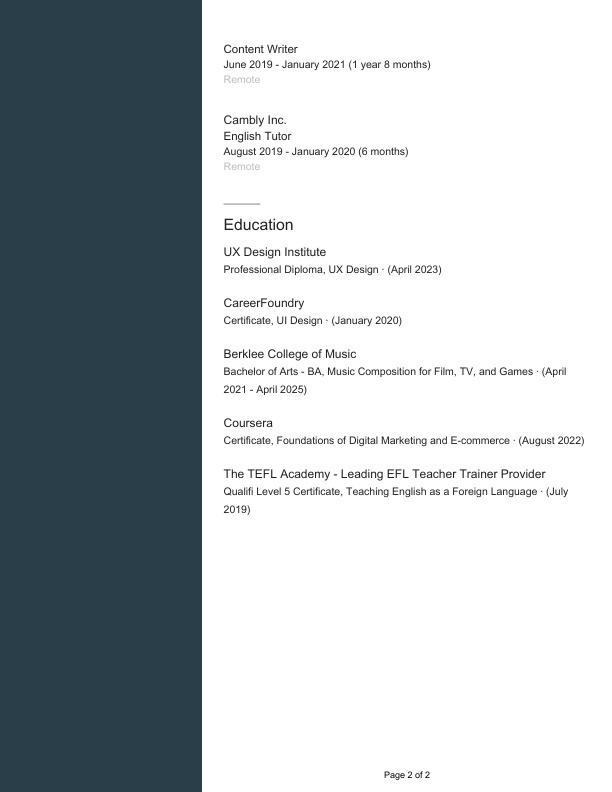 Content Writer
June 2019 - January 2021 (1 year 8 months)
Remote
Cambly Inc.
English Tutor
August 2019 - January 2020 (6 months)
Remote
Education
UX Design Institute
Professional Diploma, UX Design · (April 2023)
CareerFoundry
Certificate, UI Design · (January 2020)
Berklee College of Music
Bachelor of Arts - BA, Music Composition for Film, TV, and Games · (April
2021 - April 2025)
Coursera
Certificate, Foundations of Digital Marketing and E-commerce · (August 2022)
The TEFL Academy - Leading EFL Teacher Trainer Provider
Qualifi Level 5 Certificate, Teaching English as a Foreign Language · (July
2019)
Page 2 of 2